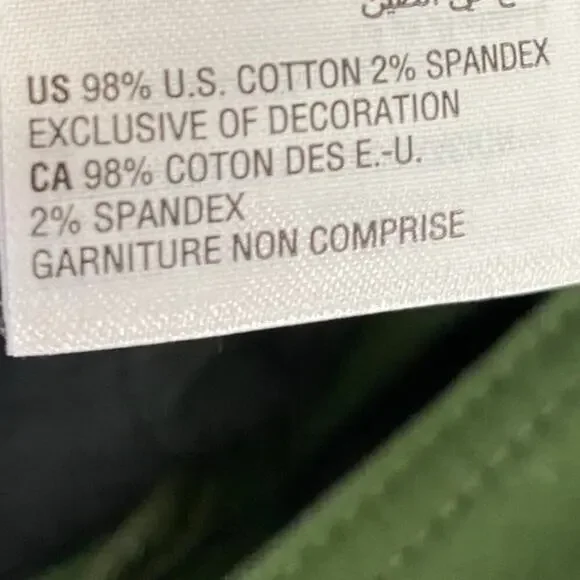 US 98% U.S. COTTON 2% SPANDEX
EXCLUSIVE OF DECORATION
CA 98% COTON DES E.-U.
2% SPANDEX
GARNITURE NON COMPRISE